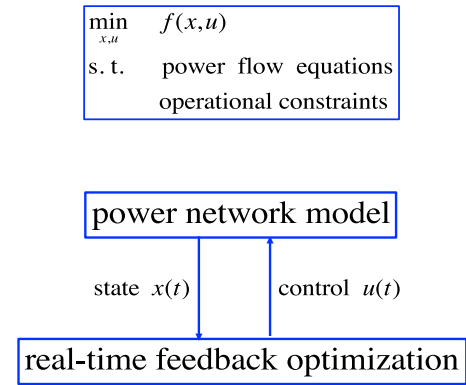 min x,u f(x,u)
s. t. power flow equations
operational constraints
power network model
state x(t) control u(t)
real-time feedback optimization